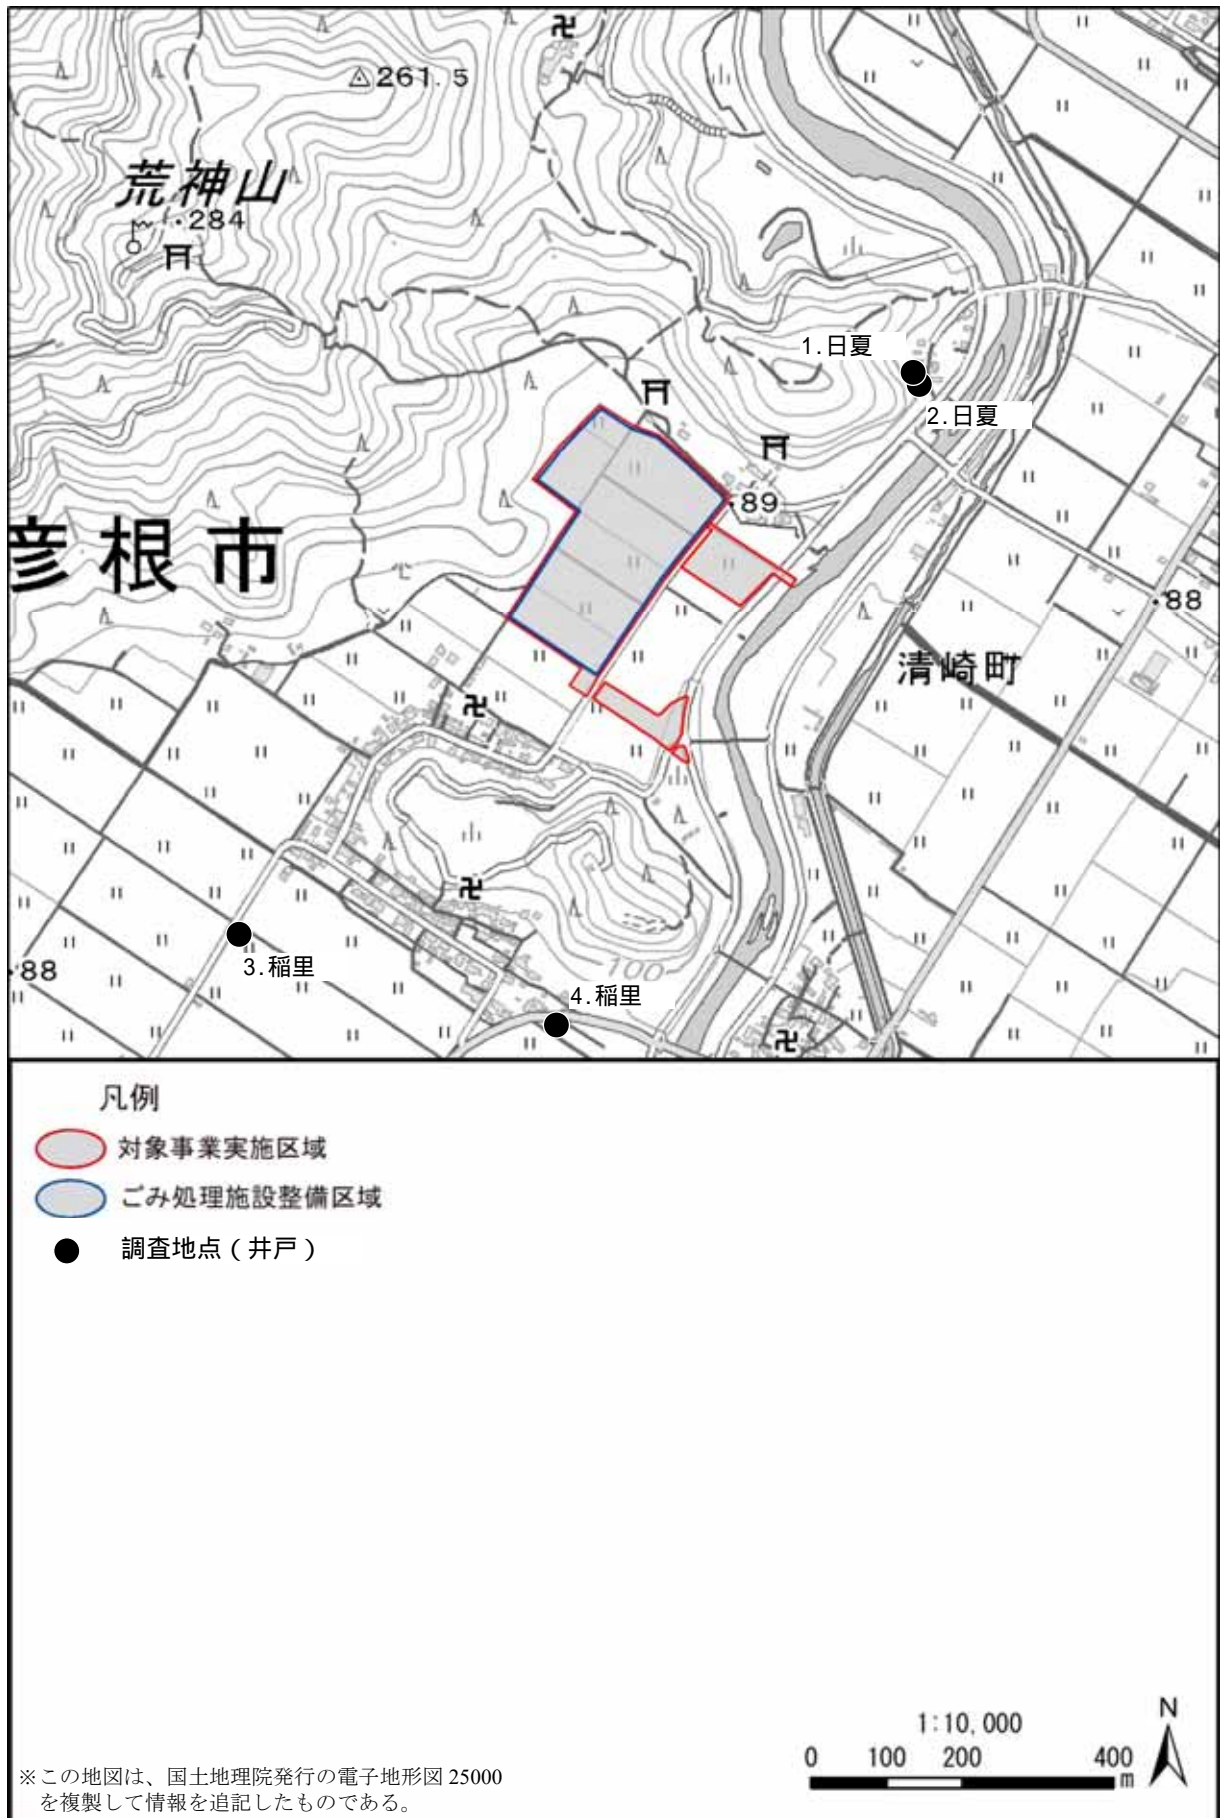 261.5
荒神山
284
1.日夏
2.日夏
89
彦根市
88
清崎町
3.稲里
88
100
4.稲里
凡例
対象事業実施区域
ごみ処理施設整備区域
調査地点(井戸)
1:10,000
N
0 100 200 400
m
※この地図は、国土地理院発行の電子地形図 25000
を複製して情報を追記したものである。